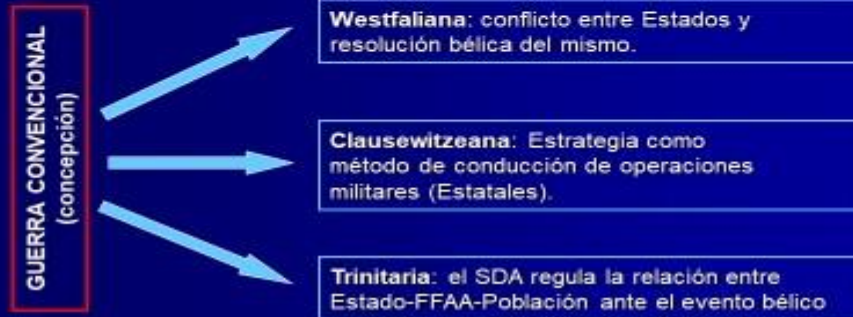 GUERRA CONVENCIONAL
(concepción)
Westfaliana: conflicto entre Estados y
resolución bélica del mismo.
Clausewitzeana: Estrategia como
método de conducción de operaciones
militares (Estatales).
Trinitaria: el SDA regula la relación entre
Estado-FFAA-Población ante el evento bélico